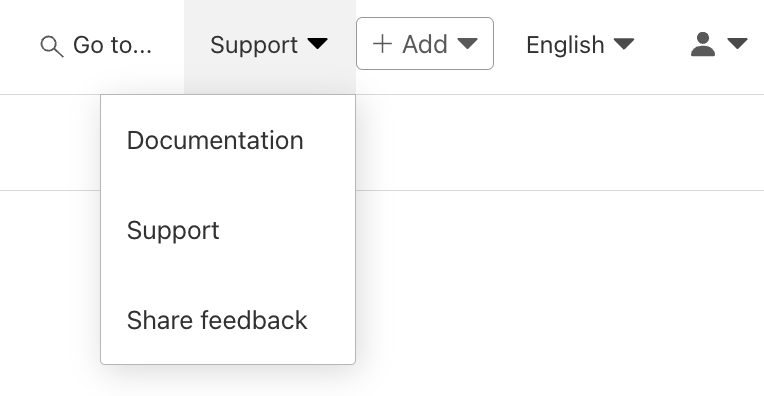 Go to...
Support
Add
English
Documentation
Support
Share feedback